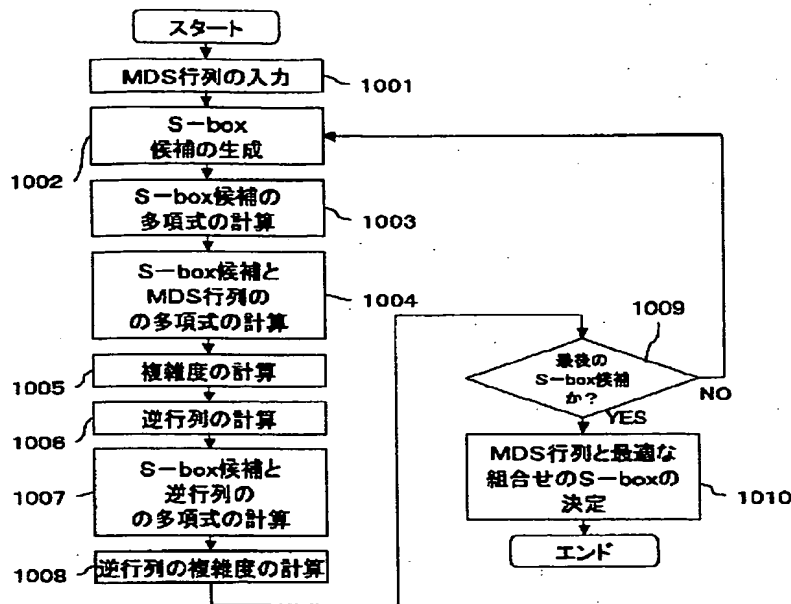 スタート
MDS行列の入力
1001
S-box
候補の生成
1002
S-box候補の
多項式の計算
1003
S-box候補と
MDS行列の
の多項式の計算
1004
複雑度の計算
1005
逆行列の計算
1006
S-box候補と
逆行列の
の多項式の計算
1007
逆行列の複雑度の計算
1008
1009
最後の
S-box候補
か?
NO
YES
MDS行列と最適な
組合せのS-boxの
決定
1010
エンド